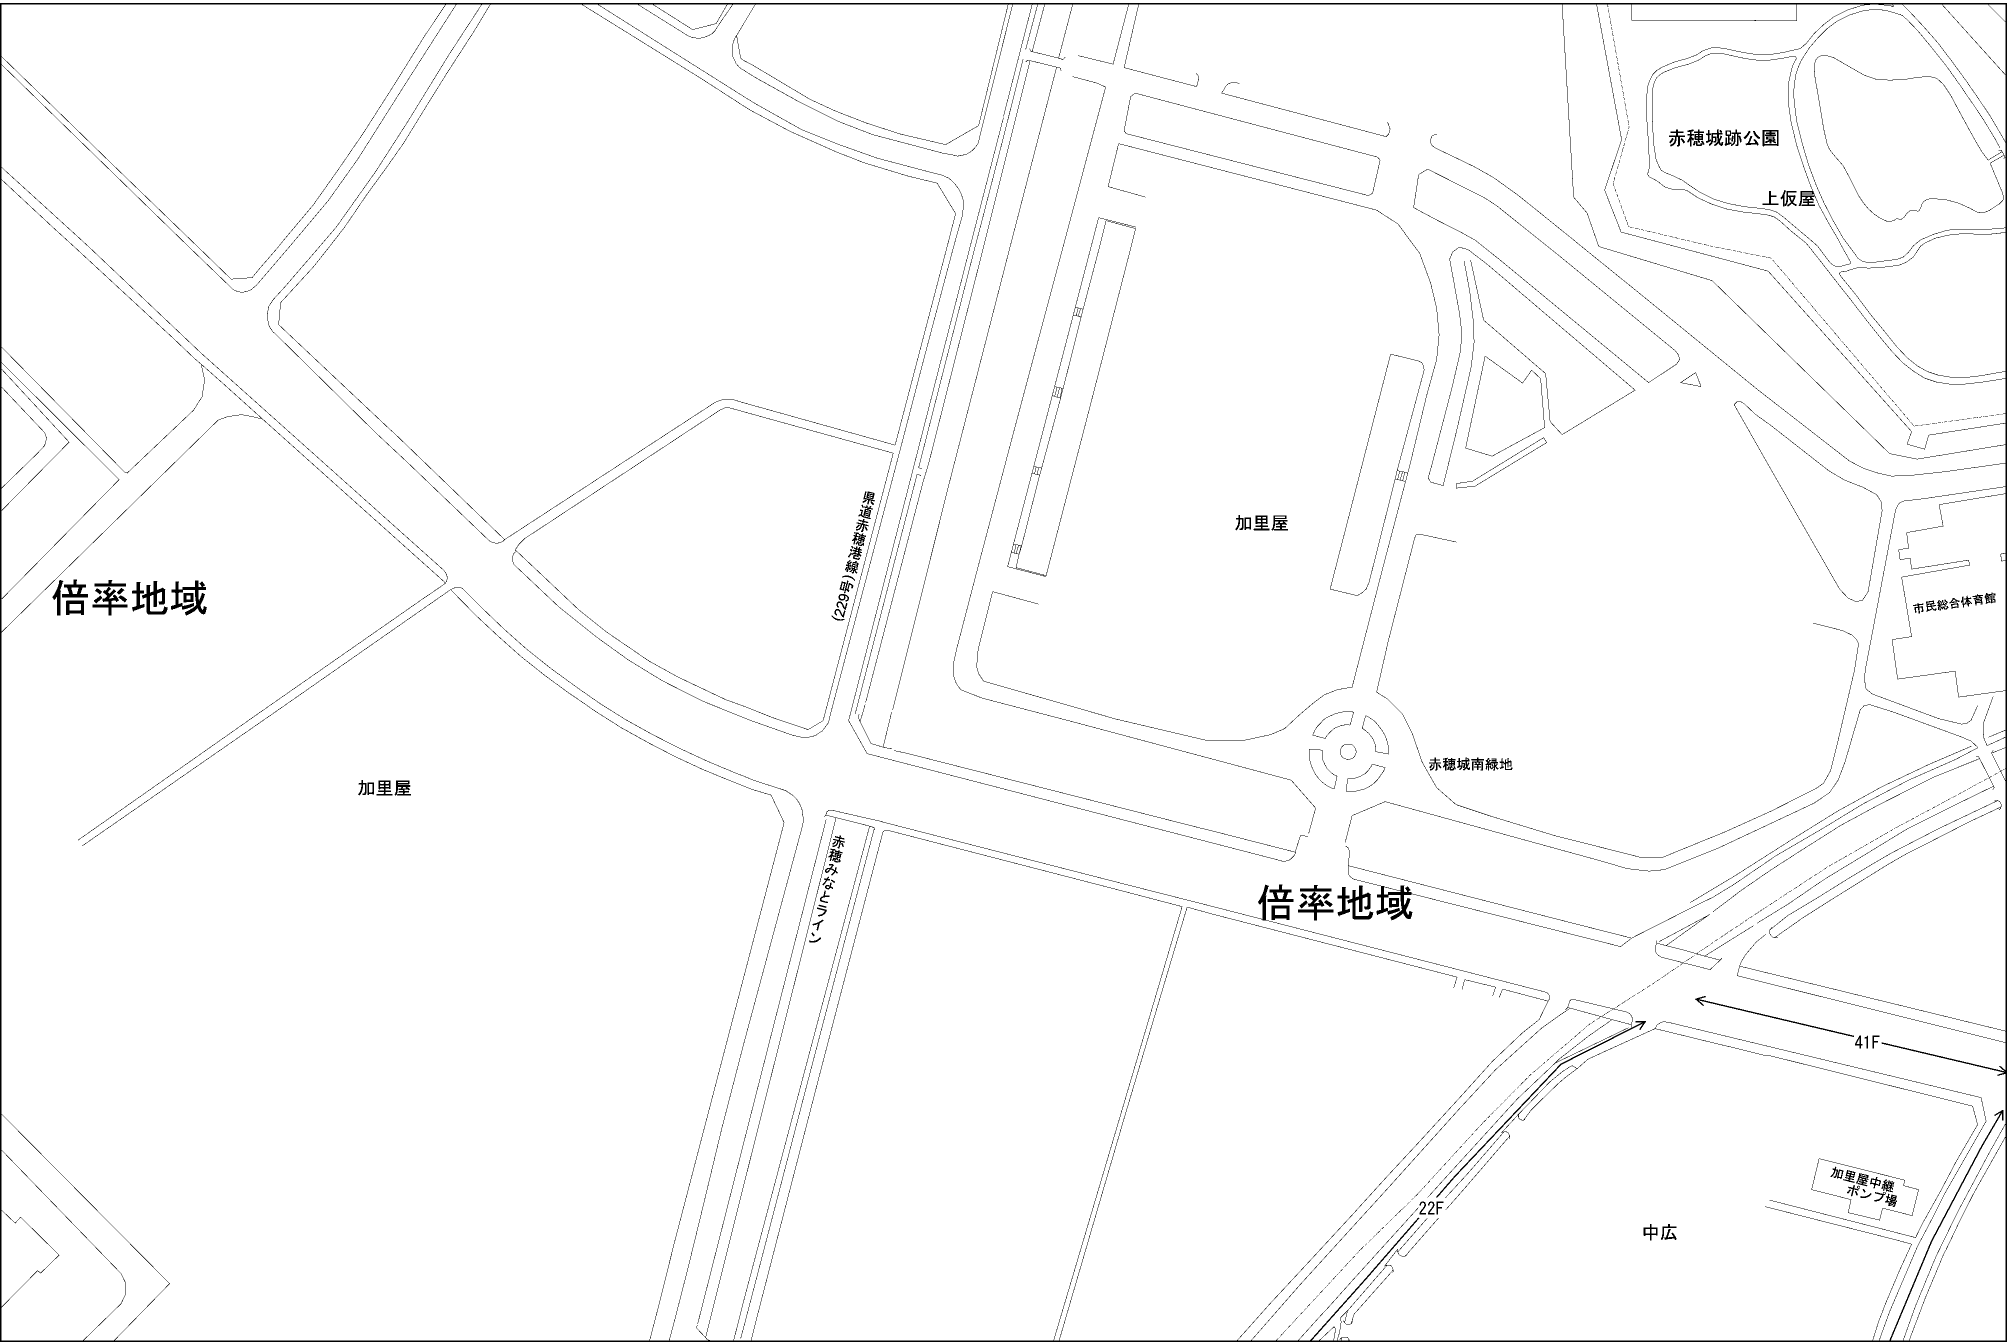 赤穂城跡公園
上仮屋
県道赤穂港線
(229号)
加里屋
倍率地域
市民総合体育館
赤穂城南緑地
加里屋
赤穂みなとライン
倍率地域
41F
加里屋中継
ポンプ場
22F
中広